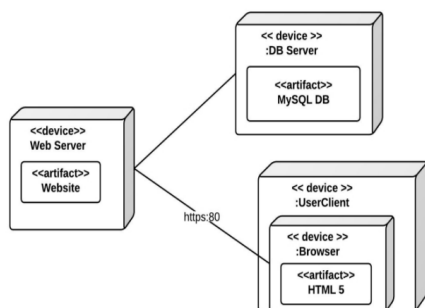 << device >>
:DB Server
<<artifact>>
MySQL DB
<<device>>
Web Server
<<artifact>>
Website
https:80
<< device >>
:UserClient
<< device >>
:Browser
<<artifact>>
HTML 5